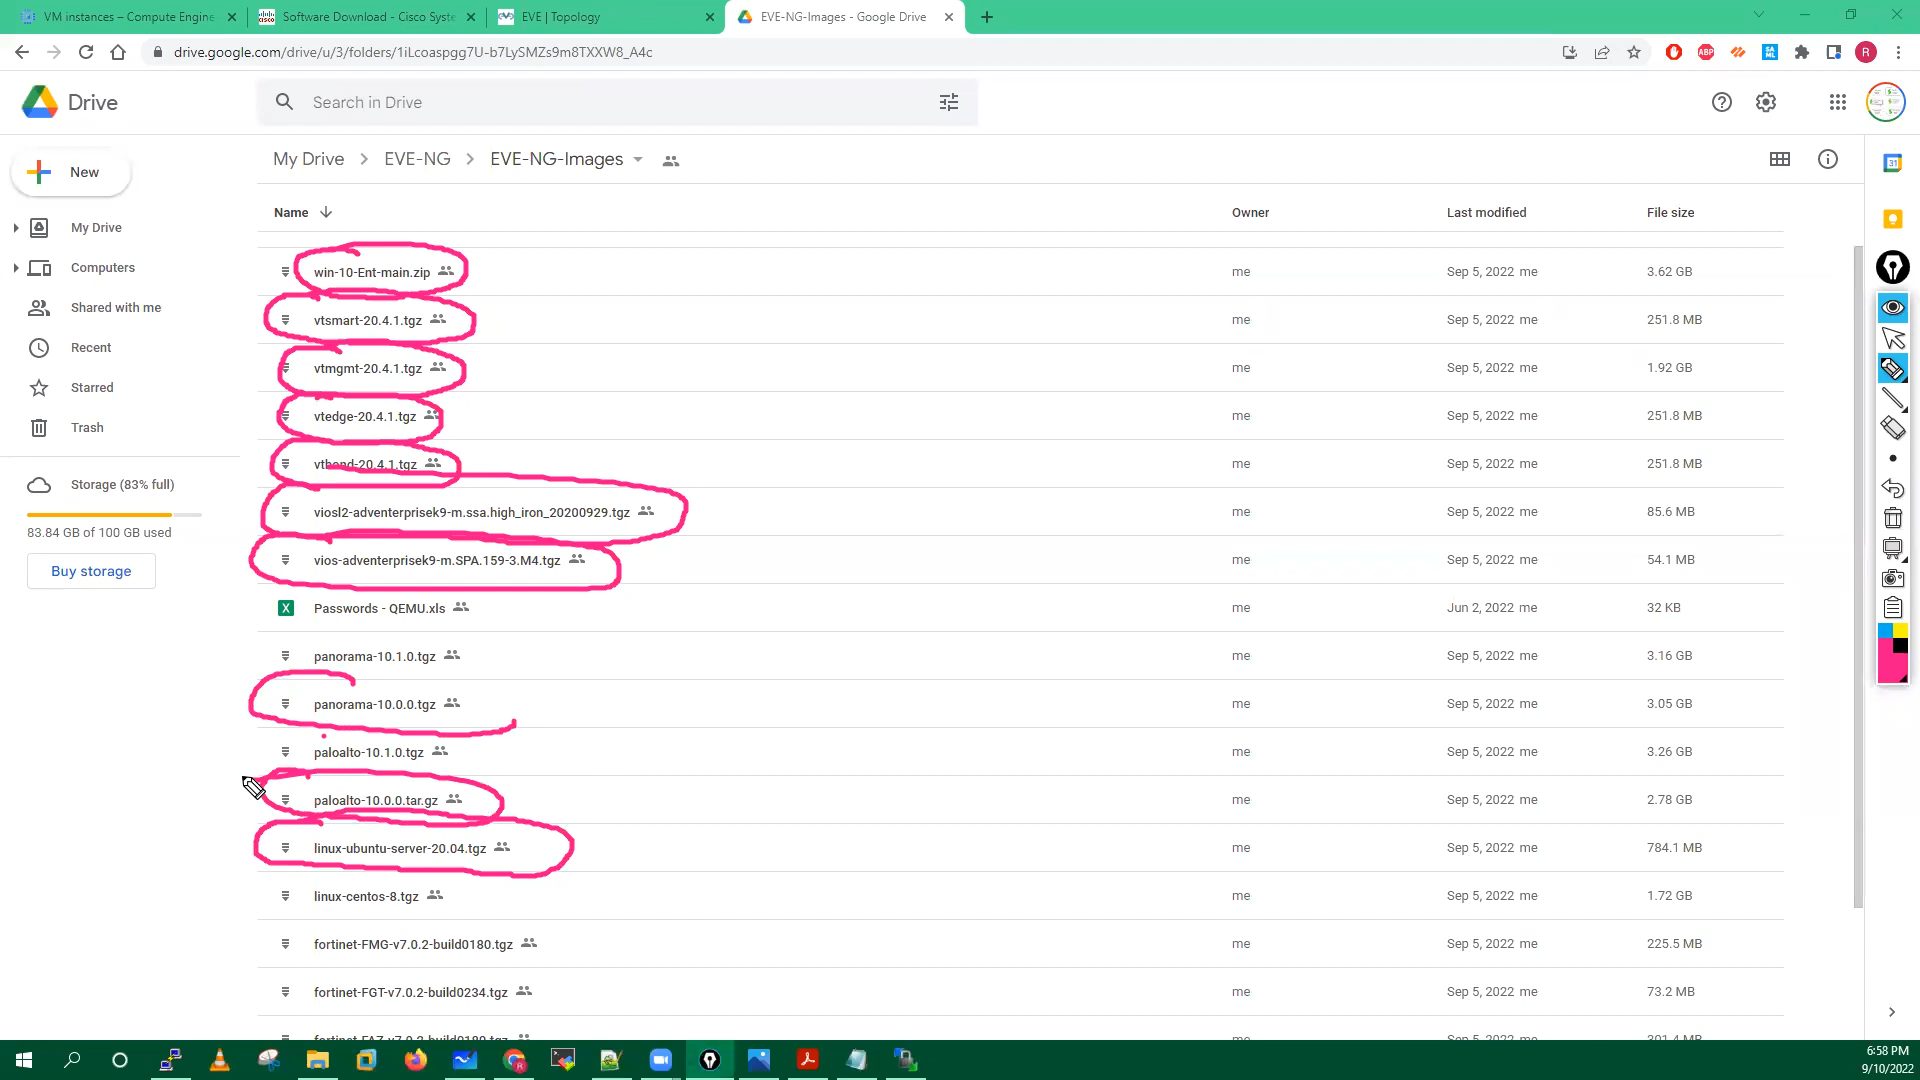 VM instances – Compute Engine
Software Download - Cisco Syste
EVE | Topology
EVE-NG-Images - Google Drive
drive.google.com/drive/u/3/folders/1iLcoaspgg7U-b7LySMZs9m8TXXW8_A4c
ABP
R
Drive
Search in Drive
New
My Drive > EVE-NG > EVE-NG-Images
31
My Drive
Computers
Shared with me
Recent
Starred
Trash
Storage (83% full)
83.84 GB of 100 GB used
Buy storage
Name Owner Last modified File size
win-10-Ent-main.zip me Sep 5, 2022 me 3.62 GB
vtsmart-20.4.1.tgz me Sep 5, 2022 me 251.8 MB
vtmgmt-20.4.1.tgz me Sep 5, 2022 me 1.92 GB
vtedge-20.4.1.tgz me Sep 5, 2022 me 251.8 MB
vtbond-20.4.1.tgz me Sep 5, 2022 me 251.8 MB
viosl2-adventerprisek9-m.ssa.high_iron_20200929.tgz me Sep 5, 2022 me 85.6 MB
vios-adventerprisek9-m.SPA.159-3.M4.tgz me Sep 5, 2022 me 54.1 MB
Passwords - QEMU.xls me Jun 2, 2022 me 32 KB
panorama-10.1.0.tgz me Sep 5, 2022 me 3.16 GB
panorama-10.0.0.tgz me Sep 5, 2022 me 3.05 GB
paloalto-10.1.0.tgz me Sep 5, 2022 me 3.26 GB
paloalto-10.0.0.tar.gz me Sep 5, 2022 me 2.78 GB
linux-ubuntu-server-20.04.tgz me Sep 5, 2022 me 784.1 MB
linux-centos-8.tgz me Sep 5, 2022 me 1.72 GB
fortinet-FMG-v7.0.2-build0180.tgz me Sep 5, 2022 me 225.5 MB
fortinet-FGT-v7.0.2-build0234.tgz me Sep 5, 2022 me 73.2 MB
6:58 PM
9/10/2022